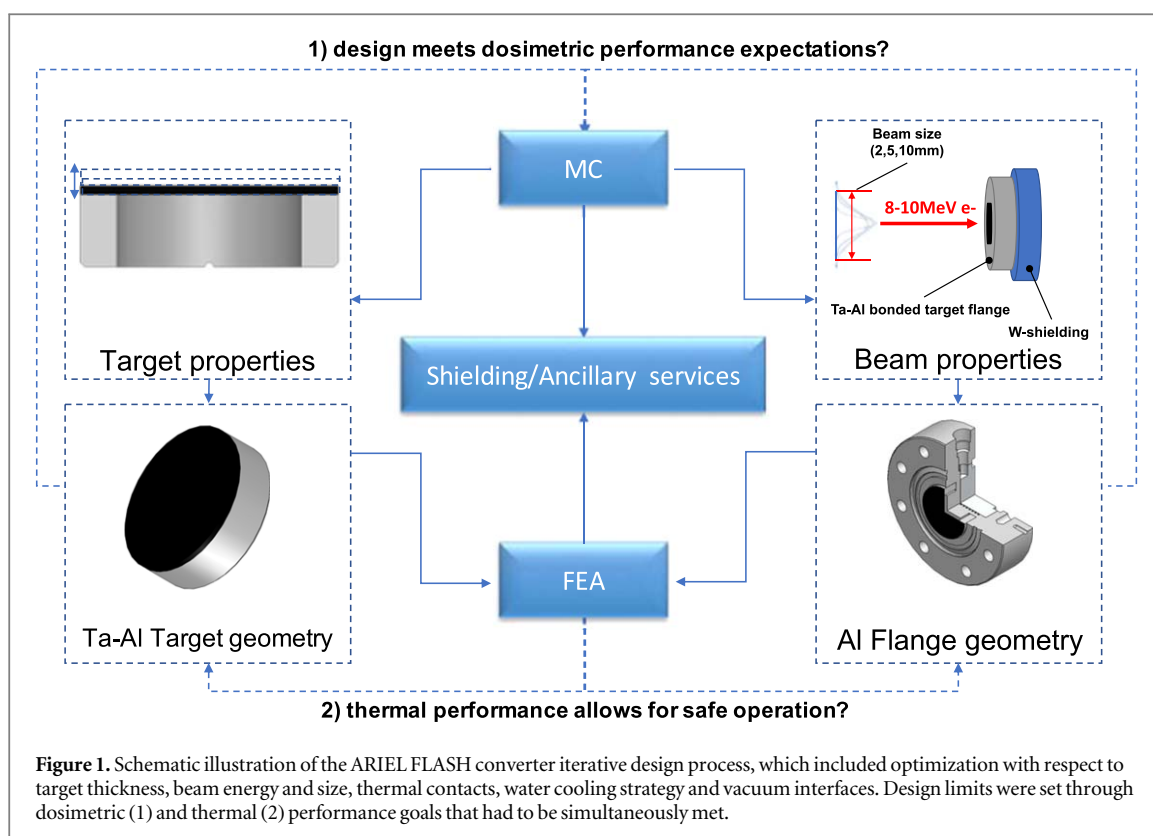 1) design meets dosimetric performance expectations?
MC
Target properties
Beam size
(2,5,10mm)
8-10MeV e-
Ta-Al bonded target flange
W-shielding
Beam properties
Shielding/Ancillary services
Ta-Al Target geometry
FEA
Al Flange geometry
2) thermal performance allows for safe operation?
Figure 1. Schematic illustration of the ARIEL FLASH converter iterative design process, which included optimization with respect to
target thickness, beam energy and size, thermal contacts, water cooling strategy and vacuum interfaces. Design limits were set through
dosimetric (1) and thermal (2) performance goals that had to be simultaneously met.